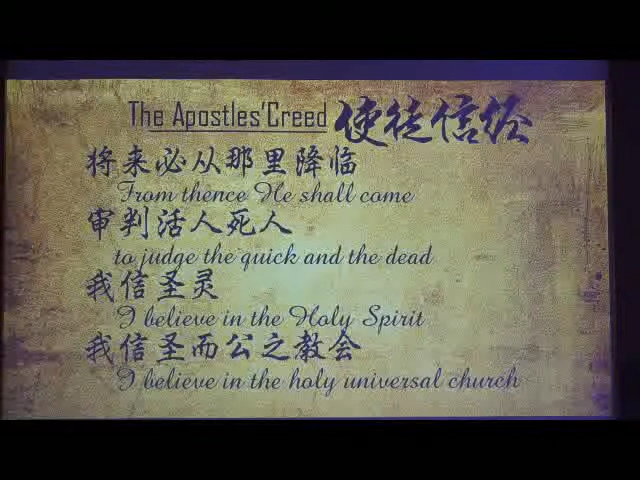 The Apostles'Creed 使徒信经
将来必从那里降临
From thence He shall come
审判活人死人
to judge the quick and the dead
我信圣灵
I believe in the Holy Spirit
我信圣而公之教会
I believe in the holy universal church